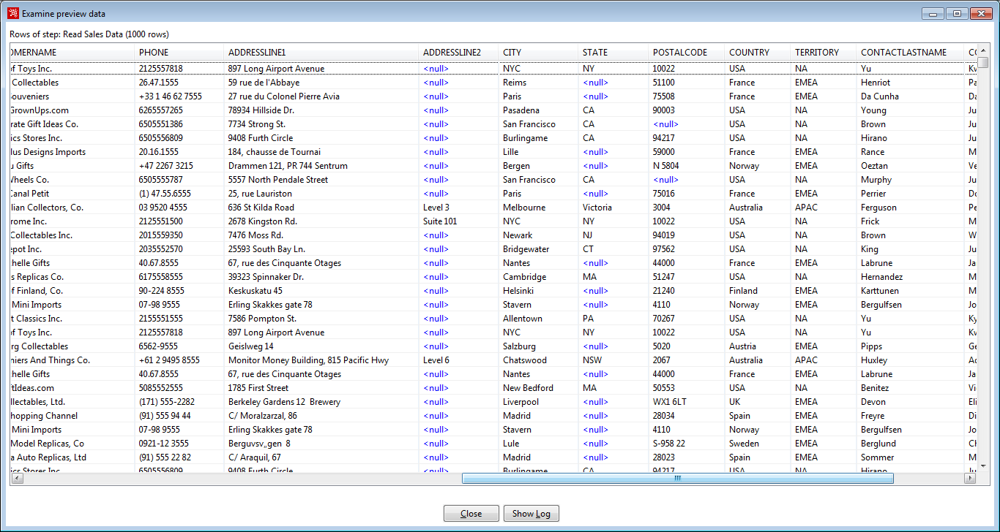 Examine preview data
Rows of step: Read Sales Data (1000 rows)
OMERNAME PHONE ADDRESSLINE1 ADDRESSLINE2 CITY STATE POSTALCODE COUNTRY TERRITORY CONTACTLASTNAME CO
of Toys Inc. 2125557818 897 Long Airport Avenue <null> NYC NY 10022 USA NA Yu Kw
Collectables 26.47.1555 59 rue de l'Abbaye <null> Reims <null> 51100 France EMEA Henriot Pa
ouveniers +33 1 46 62 7555 27 rue du Colonel Pierre Avia <null> Paris <null> 75508 France EMEA Da Cunha Da
GrownUps.com 6265557265 78934 Hillside Dr. <null> Pasadena CA 90003 USA NA Young Ju
rate Gift Ideas Co. 6505551386 7734 Strong St. <null> San Francisco CA <null> USA NA Brown Ju
ics Stores Inc. 6505556809 9408 Furth Circle <null> Burlingame CA 94217 USA NA Hirano Ju
lus Designs Imports 20.16.1555 184, chausse de Tournai <null> Lille <null> 59000 France EMEA Rance M
u Gifts +47 2267 3215 Drammen 121, PR 744 Sentrum <null> Bergen <null> N 5804 Norway EMEA Oeztan Ve
Wheels Co. 6505555787 5557 North Pendale Street <null> San Francisco CA <null> USA NA Murphy Ju
Canal Petit (1) 47.55.6555 25, rue Lauriston <null> Paris <null> 75016 France EMEA Perrier Do
lian Collectors, Co. 03 9520 4555 636 St Kilda Road Level 3 Melbourne Victoria 3004 Australia APAC Ferguson Pe
rome Inc. 2125551500 2678 Kingston Rd. Suite 101 NYC NY 10022 USA NA Frick M
Collectables Inc. 2015559350 7476 Moss Rd. <null> Newark NJ 94019 USA NA Brown W
epot Inc. 2035552570 25593 South Bay Ln. <null> Bridgewater CT 97562 USA NA King Ju
helle Gifts 40.67.8555 67, rue des Cinquante Otages <null> Nantes <null> 44000 France EMEA Labrune Ja
s Replicas Co. 6175558555 39323 Spinnaker Dr. <null> Cambridge MA 51247 USA NA Hernandez M
of Finland, Co. 90-224 8555 Keskuskatu 45 <null> Helsinki <null> 21240 Finland EMEA Karttunen M
Mini Imports 07-98 9555 Erling Skakkes gate 78 <null> Stavern <null> 4110 Norway EMEA Bergulfsen Jo
t Classics Inc. 2155551555 7586 Pompton St. <null> Allentown PA 70267 USA NA Yu Ky
of Toys Inc. 2125557818 897 Long Airport Avenue <null> NYC NY 10022 USA NA Yu Kw
rg Collectables 6562-9555 Geislweg 14 <null> Salzburg <null> 5020 Austria EMEA Pipps Ge
niers And Things Co. +61 2 9495 8555 Monitor Money Building, 815 Pacific Hwy Level 6 Chatswood NSW 2067 Australia APAC Huxley Ad
helle Gifts 40.67.8555 67, rue des Cinquante Otages <null> Nantes <null> 44000 France EMEA Labrune Ja
ftIdeas.com 5085552555 1785 First Street <null> New Bedford MA 50553 USA NA Benitez Vi
llectables, Ltd. (171) 555-2282 Berkeley Gardens 12  Brewery <null> Liverpool <null> WX1 6LT UK EMEA Devon Eli
hopping Channel (91) 555 94 44 C/ Moralzarzal, 86 <null> Madrid <null> 28034 Spain EMEA Freyre Di
Mini Imports 07-98 9555 Erling Skakkes gate 78 <null> Stavern <null> 4110 Norway EMEA Bergulfsen Jo
Model Replicas, Co 0921-12 3555 Berguvsv„gen  8 <null> Lule <null> S-958 22 Sweden EMEA Berglund Ch
a Auto Replicas, Ltd (91) 555 22 82 C/ Araquil, 67 <null> Madrid <null> 28023 Spain EMEA Sommer M
ics Stores Inc. 6505556809 9408 Furth Circle <null> Burlingame CA 94217 USA NA Hirano Ju
Close Show Log